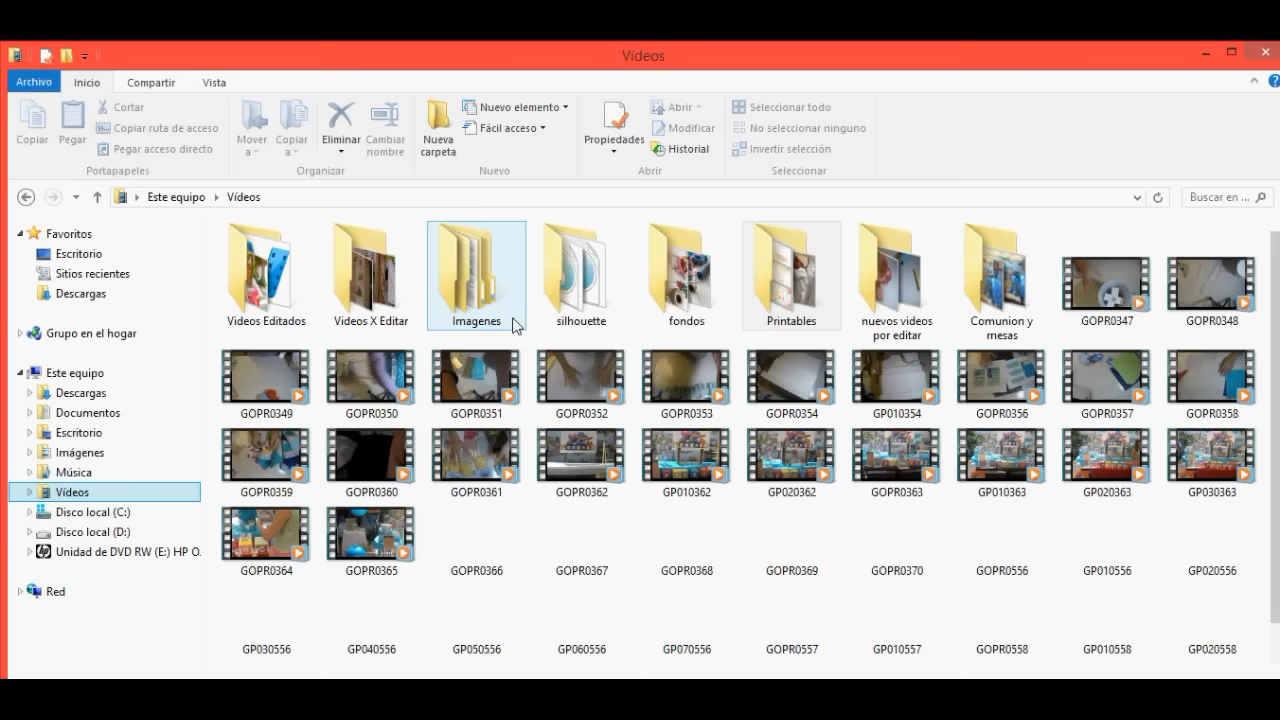 Vídeos
Archivo Inicio Compartir Vista
Copiar
Pegar
Cortar
Copiar ruta de acceso
Pegar acceso directo
Portapapeles
Mover a
Copiar a
Eliminar
Cambiar nombre
Organizar
Nueva carpeta
Nuevo elemento
Fácil acceso
Nuevo
Propiedades
Abrir
Modificar
Historial
Abrir
Seleccionar todo
No seleccionar ninguno
Invertir selección
Seleccionar
Este equipo Vídeos
Buscar en ...
Favoritos
Escritorio
Sitios recientes
Descargas
Grupo en el hogar
Este equipo
Descargas
Documentos
Escritorio
Imágenes
Música
Vídeos
Disco local (C:)
Disco local (D:)
Unidad de DVD RW (E:) HP O.
Red
Videos Editados
Videos X Editar
Imagenes
silhouette
fondos
Printables
nuevos videos por editar
Comunion y mesas
GOPR0347 GOPR0348
GOPR0349 GOPR0350 GOPR0351 GOPR0352 GOPR0353 GOPR0354 GP010354 GOPR0356 GOPR0357 GOPR0358
GOPR0359 GOPR0360 GOPR0361 GOPR0362 GP010362 GP020362 GOPR0363 GP010363 GP020363 GP030363
GOPR0364 GOPR0365 GOPR0366 GOPR0367 GOPR0368 GOPR0369 GOPR0370 GOPR0556 GP010556 GP020556
GP030556 GP040556 GP050556 GP060556 GP070556 GOPR0557 GP010557 GOPR0558 GP010558 GP020558